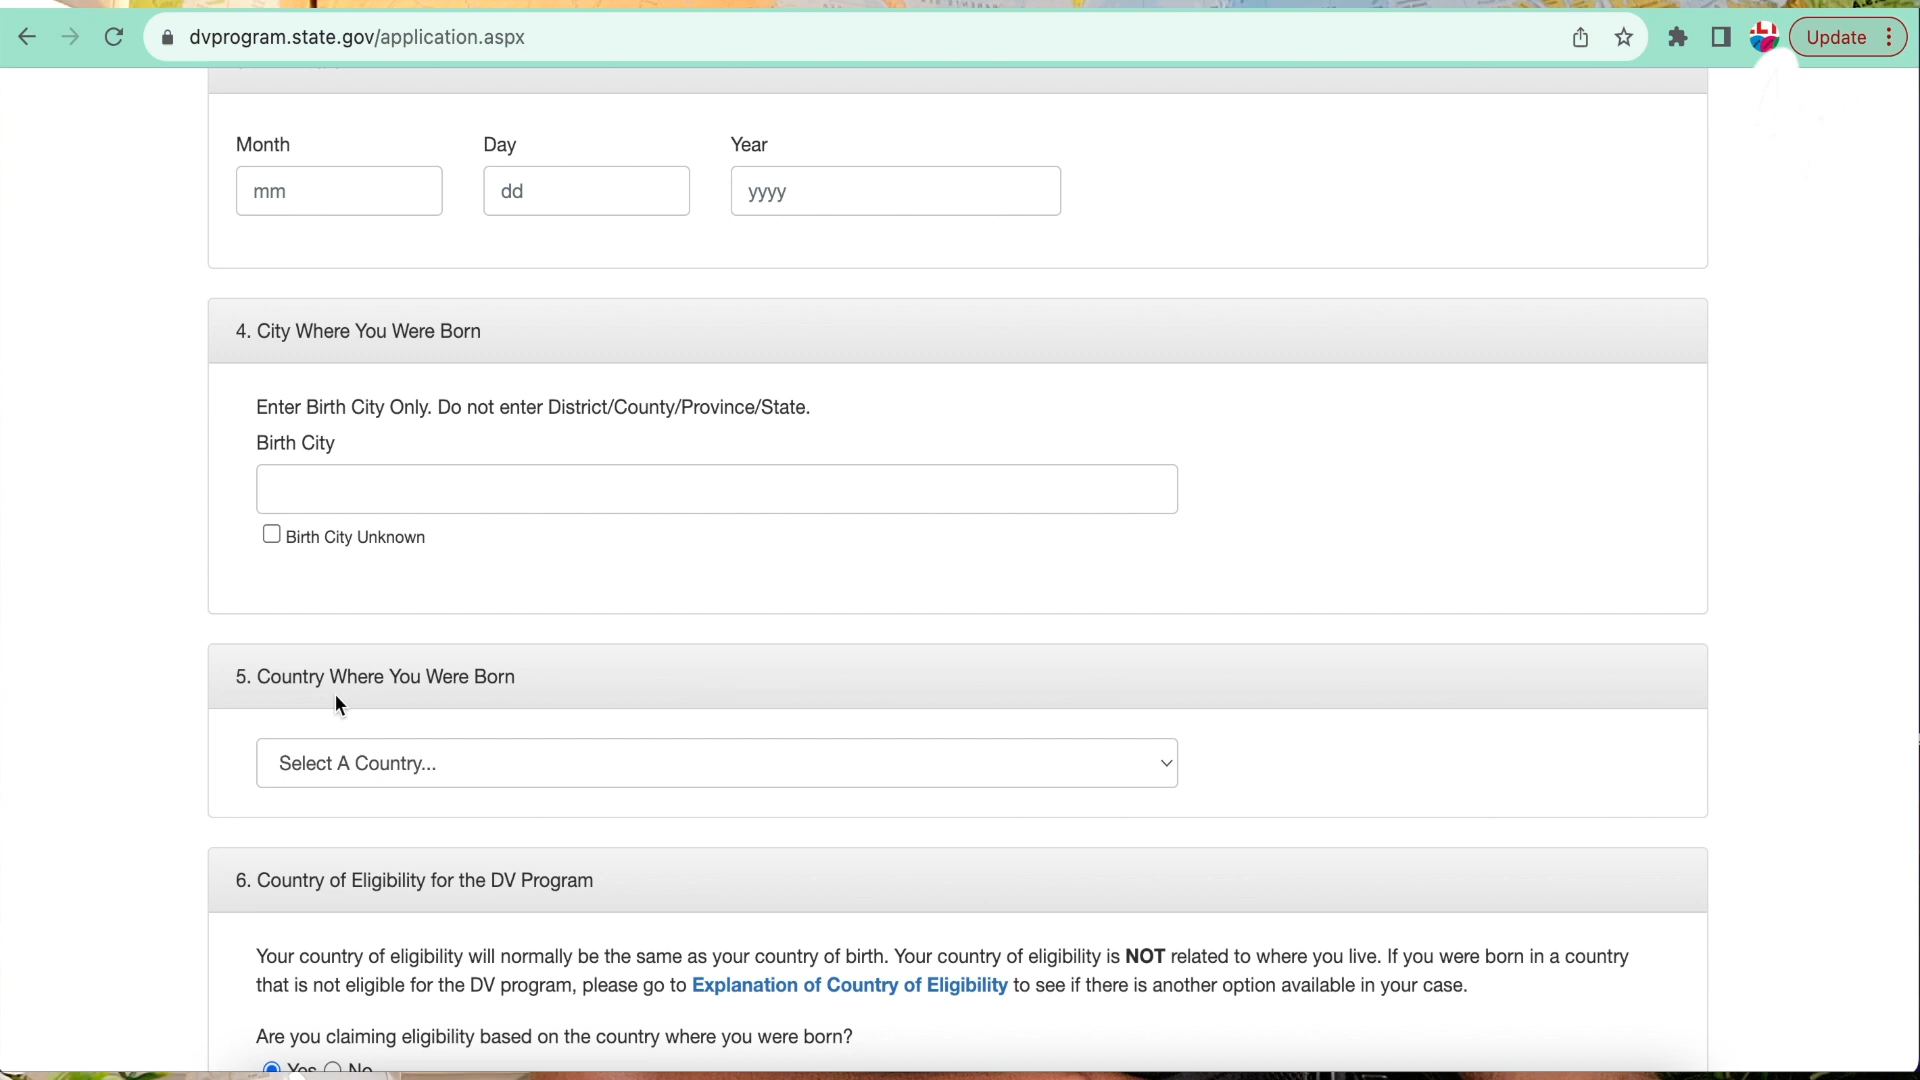 dvprogram.state.gov/application.aspx
Update
Month Day Year
mm dd yyyy
4. City Where You Were Born
Enter Birth City Only. Do not enter District/County/Province/State.
Birth City
Birth City Unknown
5. Country Where You Were Born
Select A Country...
6. Country of Eligibility for the DV Program
Your country of eligibility will normally be the same as your country of birth. Your country of eligibility is NOT related to where you live. If you were born in a country
that is not eligible for the DV program, please go to Explanation of Country of Eligibility to see if there is another option available in your case.
Are you claiming eligibility based on the country where you were born?
Yes No